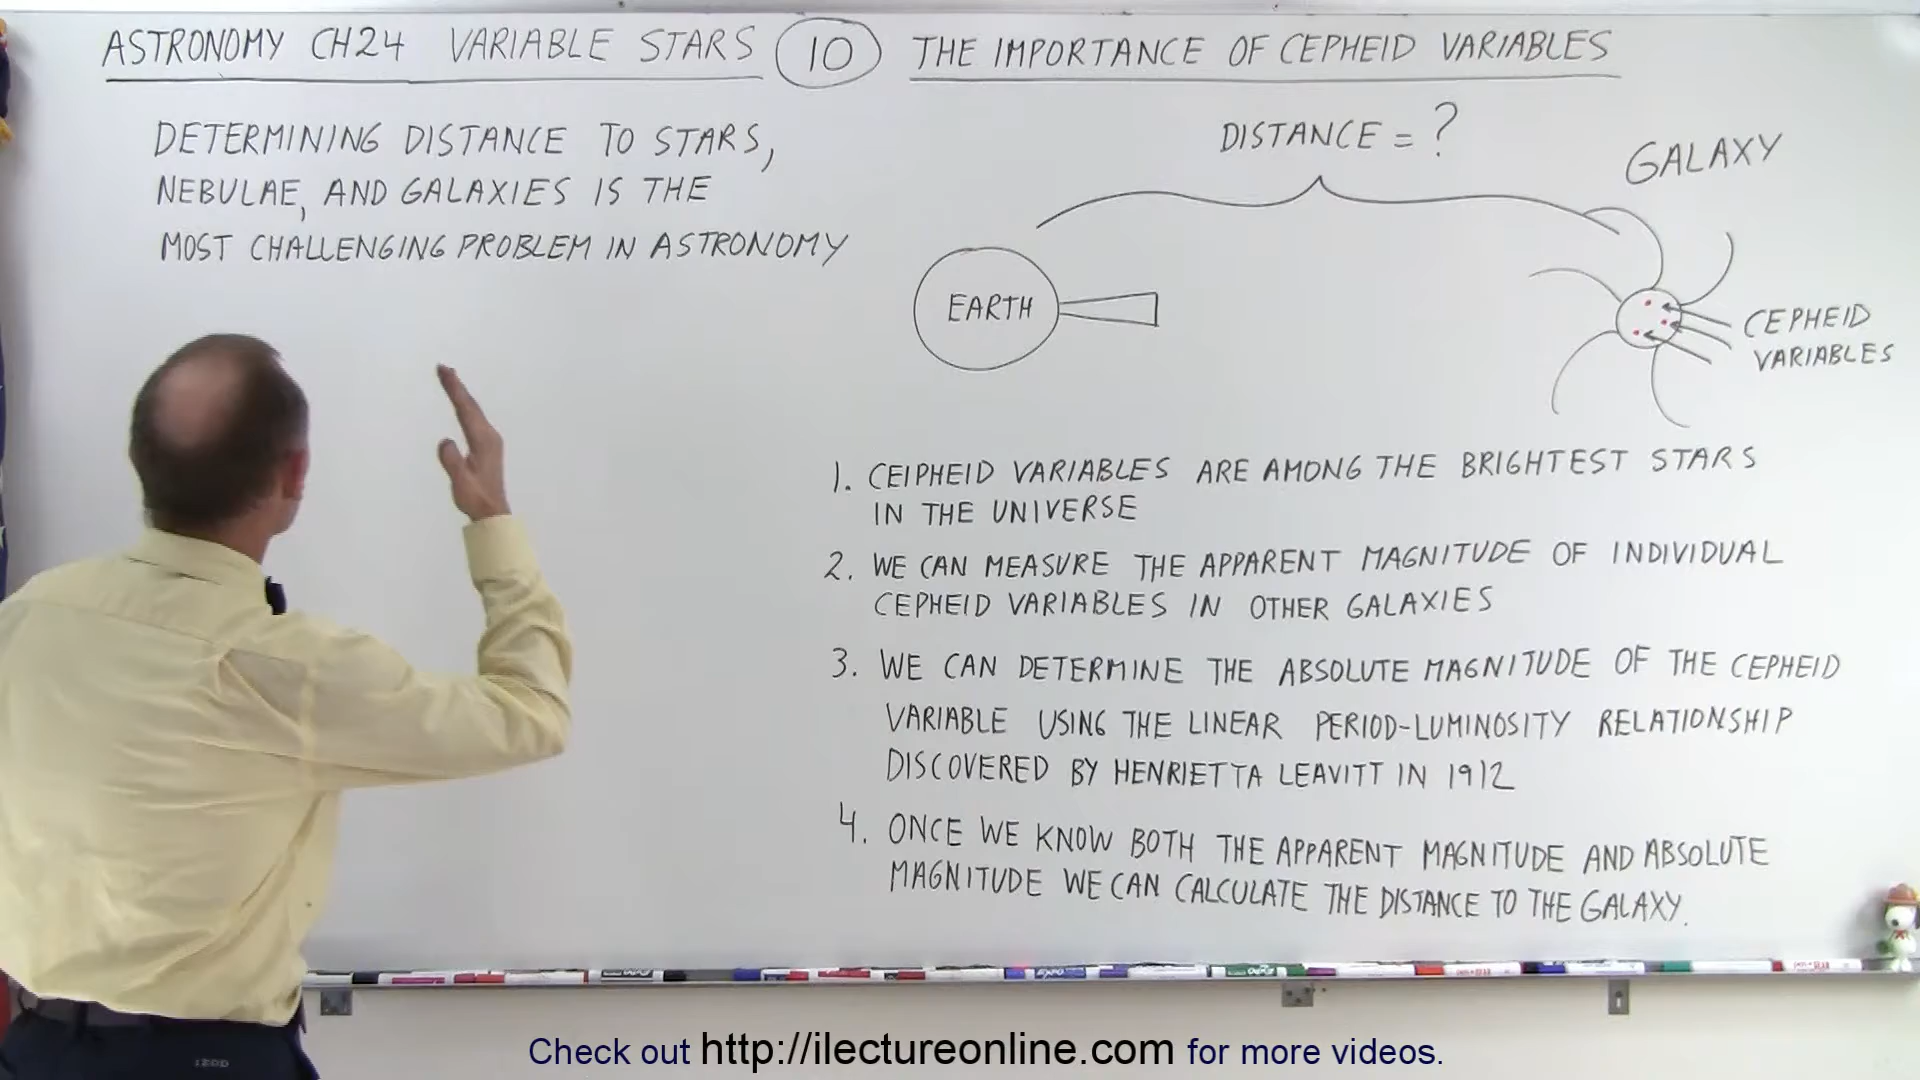 ASTRONOMY CH24 VARIABLE STARS 10 THE IMPORTANCE OF CEPHEID VARIABLES
DETERMINING DISTANCE TO STARS,
NEBULAE, AND GALAXIES IS THE
MOST CHALLENGING PROBLEM IN ASTRONOMY
DISTANCE = ?
GALAXY
EARTH
CEPHEID
VARIABLES
1. CEIPHEID VARIABLES ARE AMONG THE BRIGHTEST STARS
IN THE UNIVERSE
2. WE CAN MEASURE THE APPARENT MAGNITUDE OF INDIVIDUAL
CEPHEID VARIABLES IN OTHER GALAXIES
3. WE CAN DETERMINE THE ABSOLUTE MAGNITUDE OF THE CEPHEID
VARIABLE USING THE LINEAR PERIOD-LUMINOSITY RELATIONSHIP
DISCOVERED BY HENRIETTA LEAVITT IN 1912
4. ONCE WE KNOW BOTH THE APPARENT MAGNITUDE AND ABSOLUTE
MAGNITUDE WE CAN CALCULATE THE DISTANCE TO THE GALAXY.
EXPO
IZOD
Check out http://ilectureonline.com for more videos.